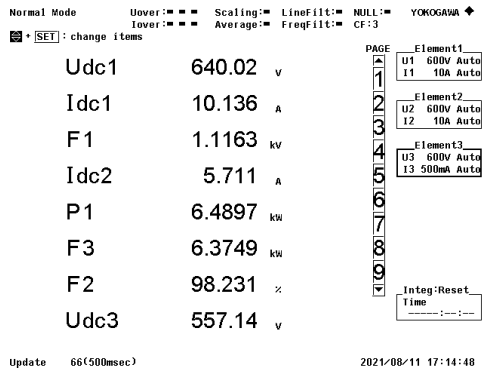 Normal Mode Uover: Scaling: LineFilt: NULL: YOKOGAWA
Iover: Average: FreqFilt: CF:3
+ SET : change items
PAGE
Udc1 640.02 V
Idc1 10.136 A
F1 1.1163 kV
Idc2 5.711 A
P1 6.4897 kW
F3 6.3749 kW
F2 98.231 %
Udc3 557.14 V
1
2
3
4
5
6
7
8
9
Element1
U1 600V Auto
I1 10A Auto
Element2
U2 600V Auto
I2 10A Auto
Element3
U3 600V Auto
I3 500mA Auto
Integ:Reset
Time
-----:--:--
Update 66(500msec) 2021/08/11 17:14:48